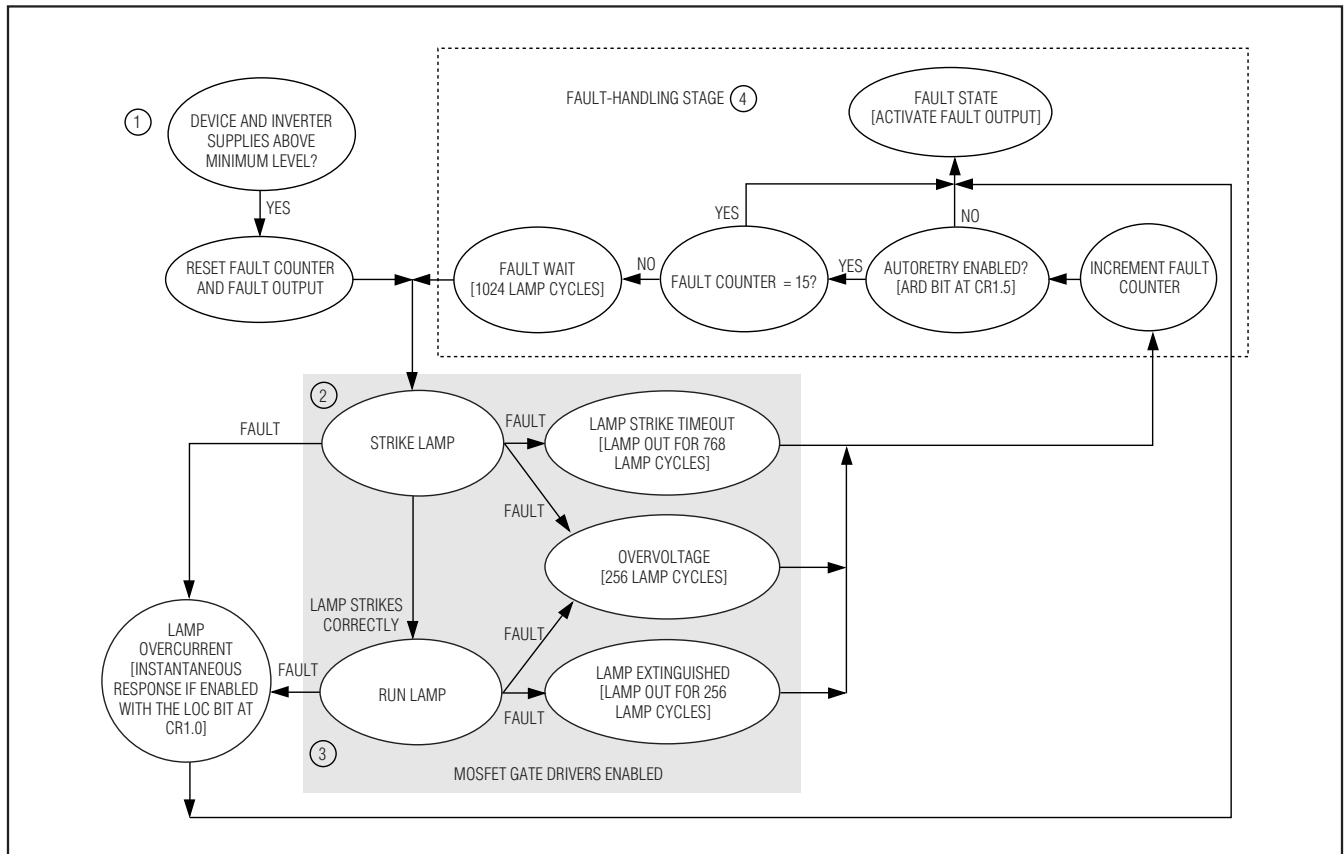 FAULT-HANDLING STAGE 4
FAULT STATE
[ACTIVATE FAULT OUTPUT]
1
DEVICE AND INVERTER
SUPPLIES ABOVE
MINIMUM LEVEL?
YES
RESET FAULT COUNTER
AND FAULT OUTPUT
FAULT WAIT
[1024 LAMP CYCLES]
NO
YES
FAULT COUNTER = 15?
YES
NO
AUTORETRY ENABLED?
[ARD BIT AT CR1.5]
INCREMENT FAULT
COUNTER
2
FAULT
STRIKE LAMP
FAULT
LAMP STRIKE TIMEOUT
[LAMP OUT FOR 768
LAMP CYCLES]
FAULT
OVERVOLTAGE
[256 LAMP CYCLES]
LAMP STRIKES
CORRECTLY
FAULT
LAMP
OVERCURRENT
[INSTANTANEOUS
RESPONSE IF ENABLED
WITH THE LOC BIT AT
CR1.0]
FAULT
RUN LAMP
FAULT
LAMP EXTINGUISHED
[LAMP OUT FOR 256
LAMP CYCLES]
3
MOSFET GATE DRIVERS ENABLED